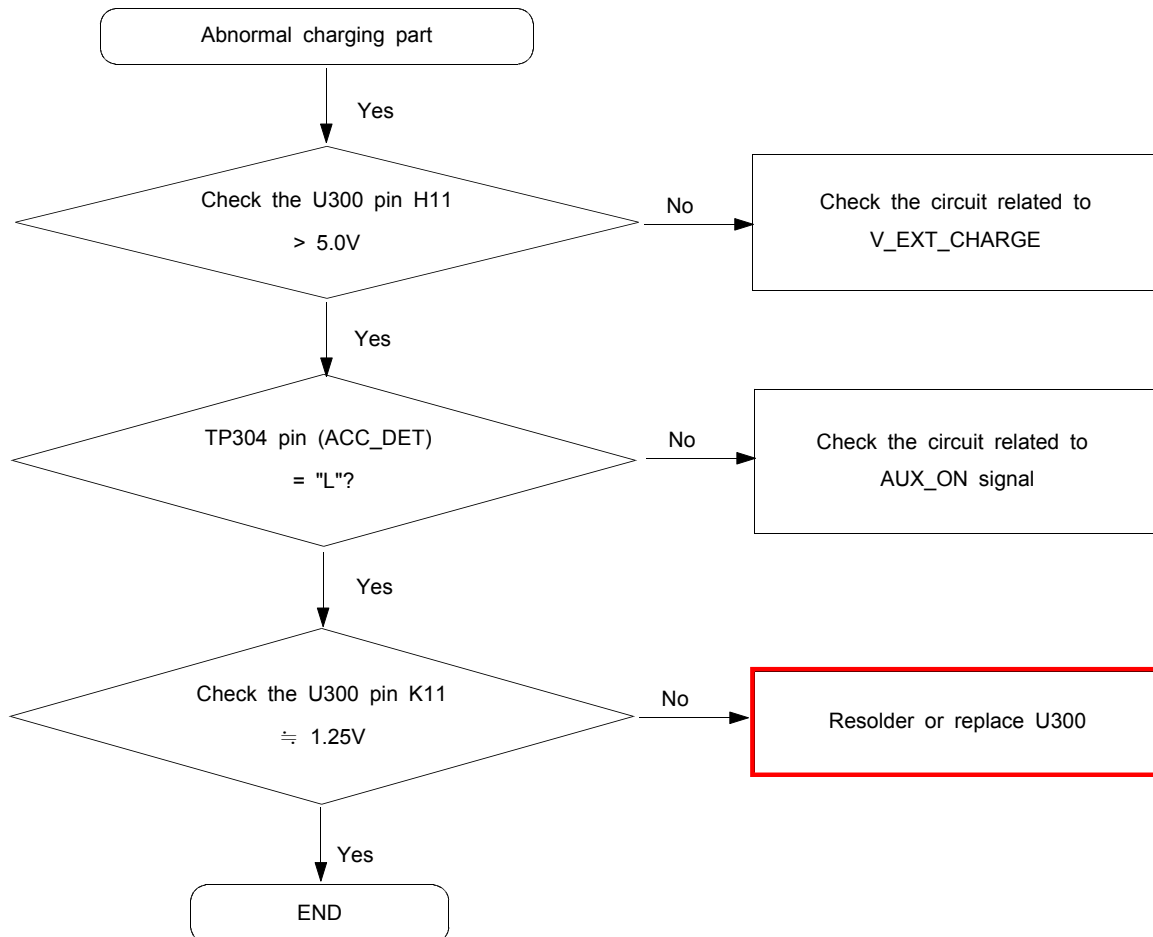 Abnormal charging part
Yes
Check the U300 pin H11
> 5.0V
No
Check the circuit related to
V_EXT_CHARGE
Yes
TP304 pin (ACC_DET)
= "L"?
No
Check the circuit related to
AUX_ON signal
Yes
Check the U300 pin K11
≒ 1.25V
No
Resolder or replace U300
Yes
END